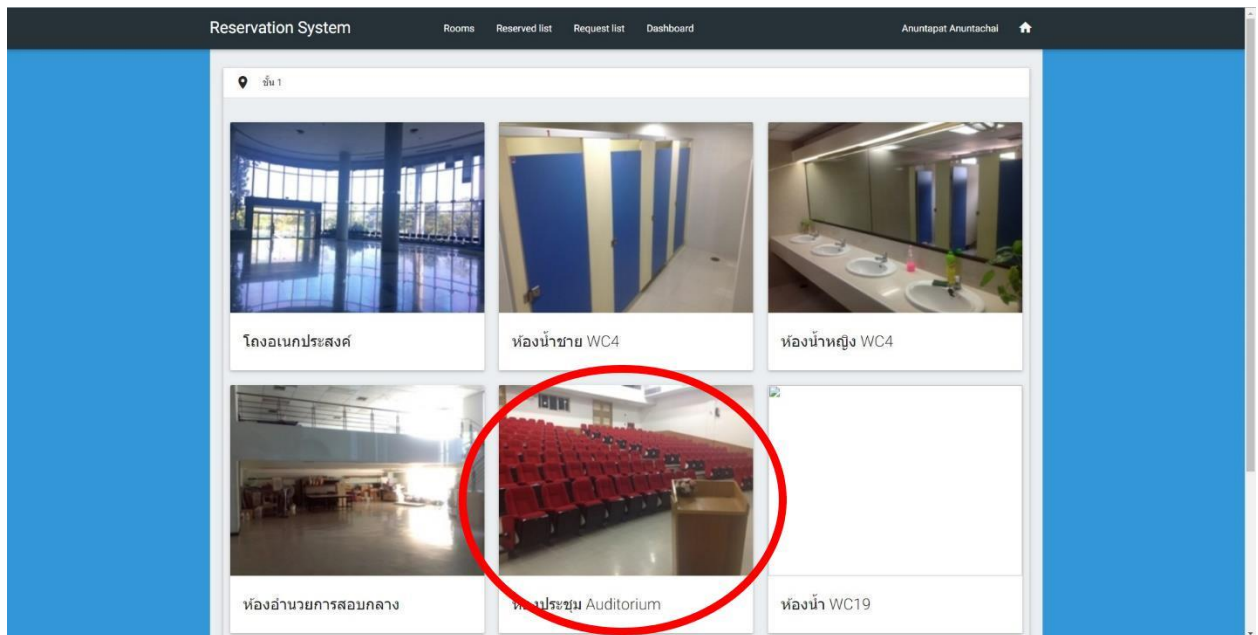 Reservation System Rooms Reserved list Request list Dashboard Anuntapat Anuntachai
ชั้น 1
โถงอเนกประสงค์ ห้องน้ำชาย WC4 ห้องน้ำหญิง WC4
ห้องอำนวยการสอบกลาง ห้องประชุม Auditorium ห้องน้ำ WC19